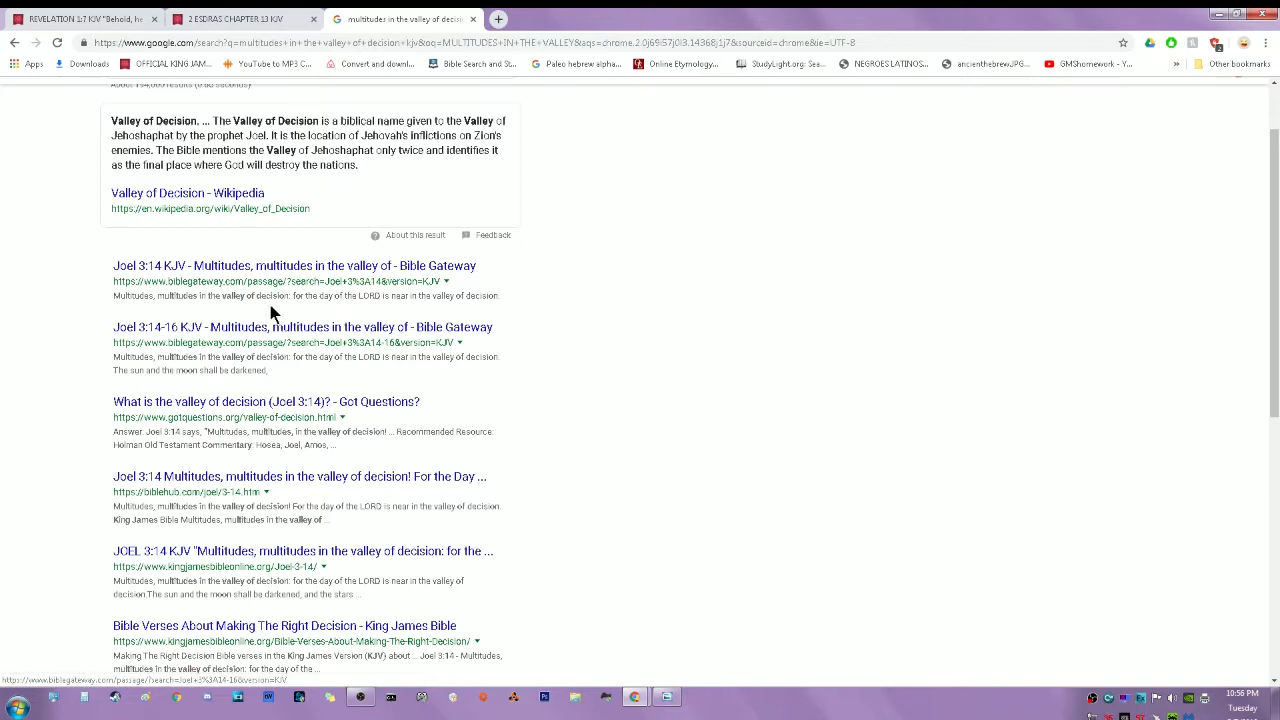 REVELATION 1:7 KJV "Behold, he
2 ESDRAS CHAPTER 13 KJV
multitudes in the valley of decisi
https://www.google.com/search?q=multitudes+in+the+valley+of+decision+kjv&oq=MULTITUDES+IN+THE+VALLEY&aqs=chrome.2.0j69i57j0l3.14368j1j7&sourceid=chrome&ie=UTF-8
Apps
Downloads
OFFICIAL KING JAM...
YouTube to MP3 C...
Convert and downl...
Bible Search and St...
Paleo hebrew alpha...
Online Etymology...
StudyLight.org: Sea...
NEGROES LATINOS...
ancienthebrewJPG...
GMShomework - Y...
Other bookmarks
Valley of Decision. ... The Valley of Decision is a biblical name given to the Valley of
Jehoshaphat by the prophet Joel. It is the location of Jehovah's inflictions on Zion's
enemies. The Bible mentions the Valley of Jehoshaphat only twice and identifies it
as the final place where God will destroy the nations.
Valley of Decision - Wikipedia
https://en.wikipedia.org/wiki/Valley_of_Decision
About this result
Feedback
Joel 3:14 KJV - Multitudes, multitudes in the valley of - Bible Gateway
https://www.biblegateway.com/passage/?search=Joel+3%3A14&version=KJV
Multitudes, multitudes in the valley of decision: for the day of the LORD is near in the valley of decision.
Joel 3:14-16 KJV - Multitudes, multitudes in the valley of - Bible Gateway
https://www.biblegateway.com/passage/?search=Joel+3%3A14-16&version=KJV
Multitudes, multitudes in the valley of decision: for the day of the LORD is near in the valley of decision.
The sun and the moon shall be darkened,
What is the valley of decision (Joel 3:14)? - Got Questions?
https://www.gotquestions.org/valley-of-decision.html
Answer: Joel 3:14 says, "Multitudes, multitudes, in the valley of decision! ... Recommended Resource:
Holman Old Testament Commentary: Hosea, Joel, Amos, ...
Joel 3:14 Multitudes, multitudes in the valley of decision! For the Day ...
https://biblehub.com/joel/3-14.htm
Multitudes, multitudes in the valley of decision! For the day of the LORD is near in the valley of decision.
King James Bible Multitudes, multitudes in the valley of ...
JOEL 3:14 KJV "Multitudes, multitudes in the valley of decision: for the ...
https://www.kingjamesbibleonline.org/Joel-3-14/
Multitudes, multitudes in the valley of decision: for the day of the LORD is near in the valley of
decision.The sun and the moon shall be darkened, and the stars ...
Bible Verses About Making The Right Decision - King James Bible
https://www.kingjamesbibleonline.org/Bible-Verses-About-Making-The-Right-Decision/
Making The Right Decision Bible verses in the King James Version (KJV) about ... Joel 3:14 - Multitudes,
multitudes in the valley of decision: for the day of the ...
https://www.biblegateway.com/passage/?search=Joel+3%3A14-16&version=KJV
10:56 PM
Tuesday